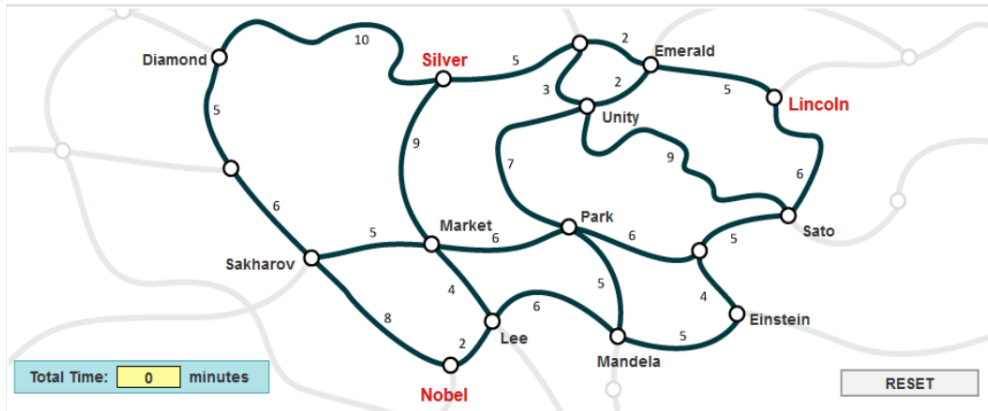 10
2
Emerald
Diamond
Silver
5
3
2
5
Lincoln
5
Unity
9
7
9
6
6
5
Market
6
Park
6
5
Sato
Sakharov
4
5
4
8
6
Einstein
2
Lee
Mandela
5
Nobel
Total Time: 0 minutes
RESET